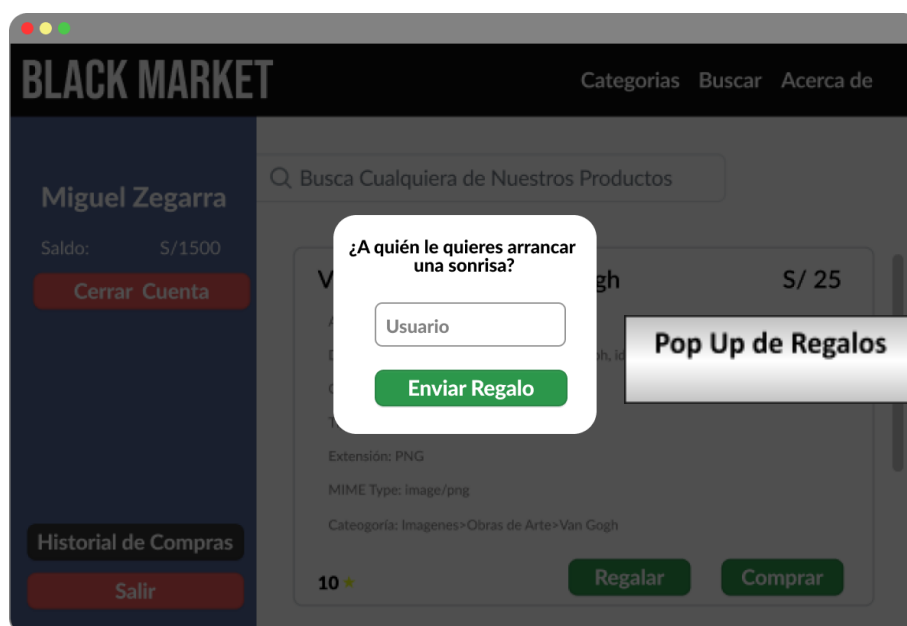 BLACK MARKET
Categorias Buscar Acerca de
Miguel Zegarra
Saldo: S/1500
Cerrar Cuenta
Historial de Compras
Salir
Busca Cualquiera de Nuestros Productos
S/ 25
¿A quién le quieres arrancar
una sonrisa?
Usuario
Enviar Regalo
Pop Up de Regalos
Extensión: PNG
MIME Type: image/png
Cateogoría: Imagenes>Obras de Arte>Van Gogh
10
Regalar
Comprar